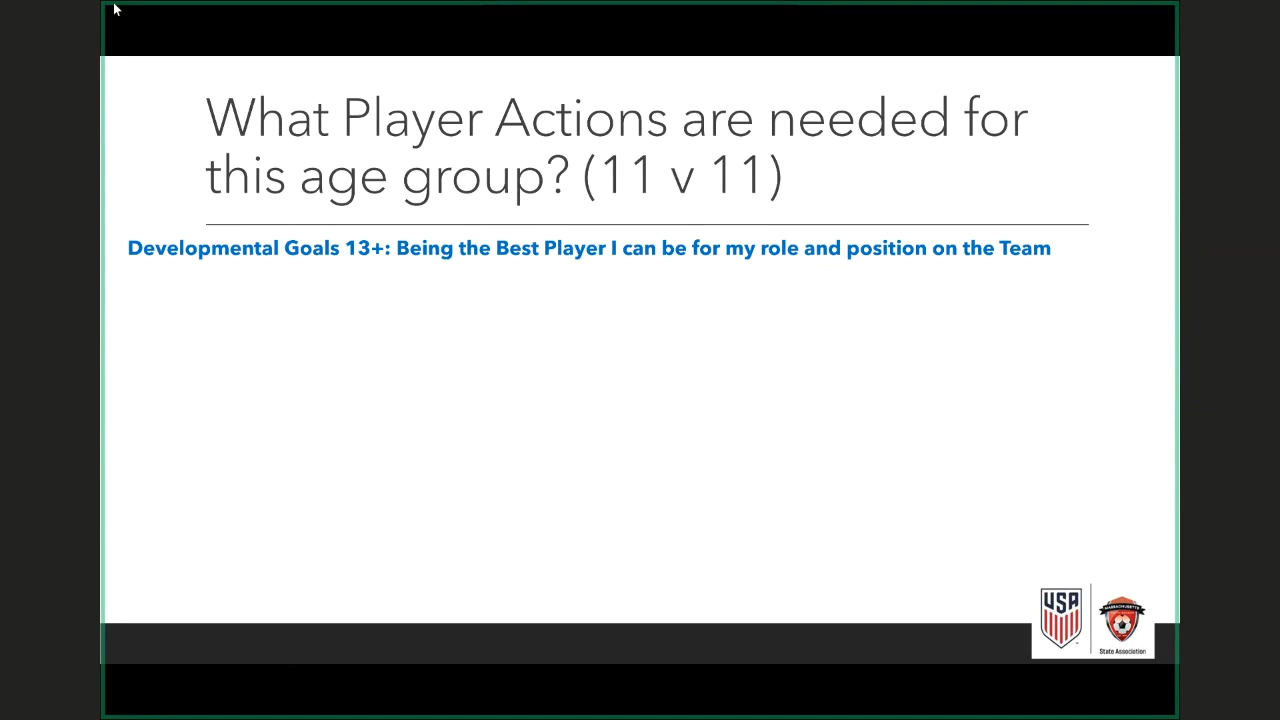 What Player Actions are needed for
this age group? (11 v 11)
Developmental Goals 13+: Being the Best Player I can be for my role and position on the Team
USA
MASSACHUSETTS
State Association